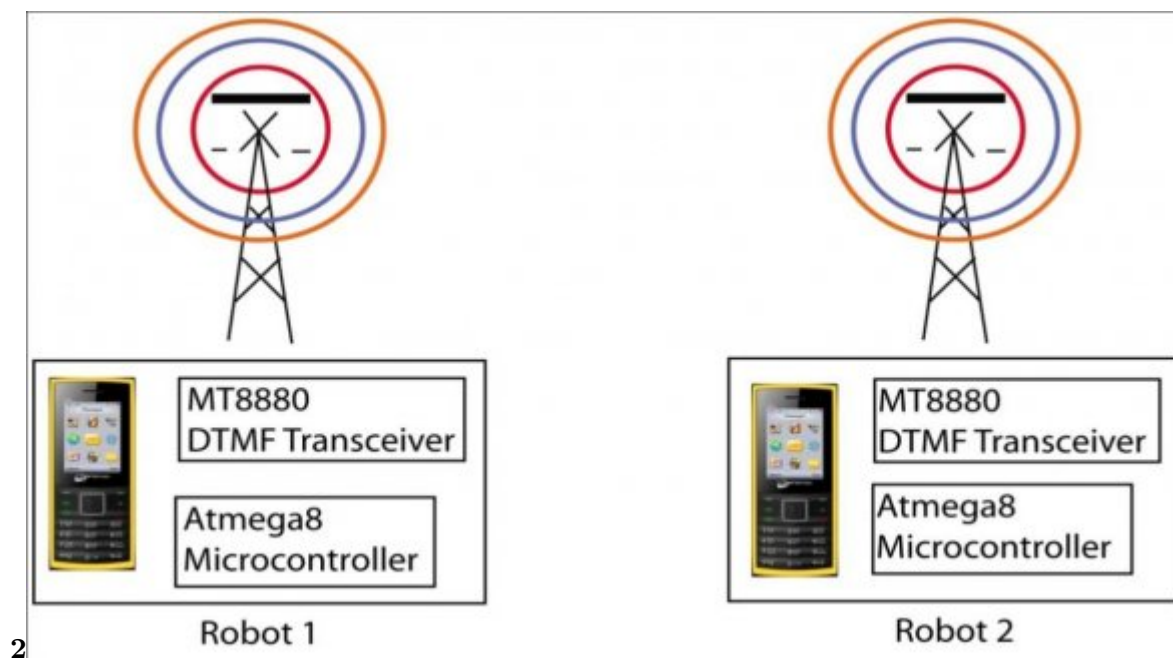 MT8880
DTMF Transceiver
Atmega8
Microcontroller
Robot 1
MT8880
DTMF Transceiver
Atmega8
Microcontroller
Robot 2
2